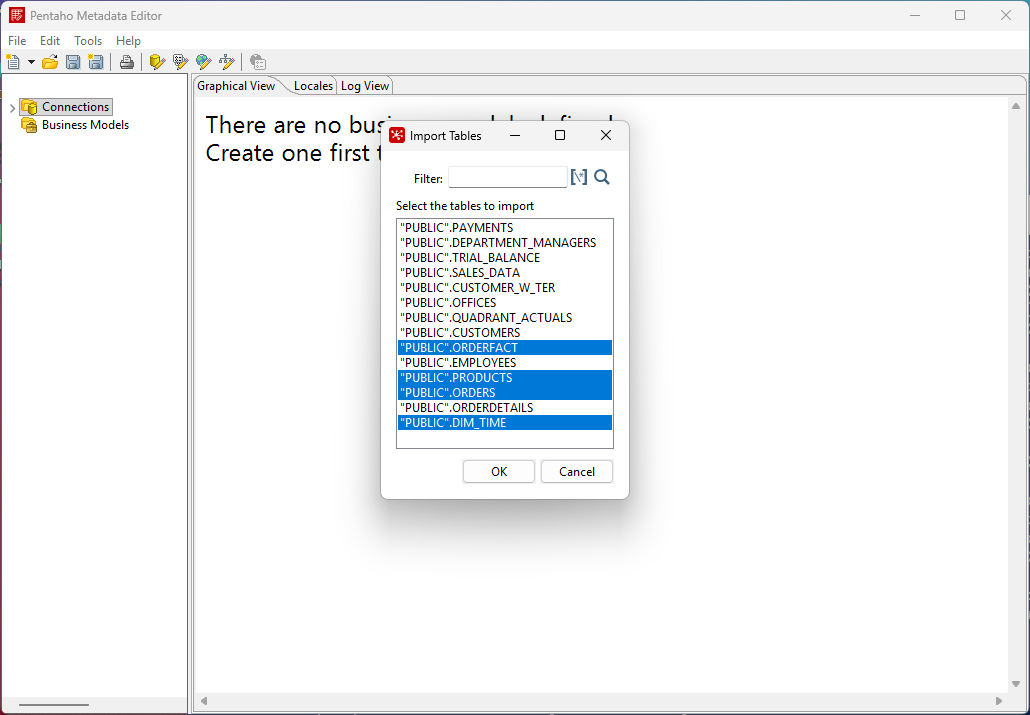 Pentaho Metadata Editor
File Edit Tools Help
Graphical View Locales Log View
Connections
Business Models
There are no
Create one first
Import Tables
Filter:
Select the tables to import
"PUBLIC".PAYMENTS
"PUBLIC".DEPARTMENT_MANAGERS
"PUBLIC".TRIAL_BALANCE
"PUBLIC".SALES_DATA
"PUBLIC".CUSTOMER_W_TER
"PUBLIC".OFFICES
"PUBLIC".QUADRANT_ACTUALS
"PUBLIC".CUSTOMERS
"PUBLIC".ORDERFACT
"PUBLIC".EMPLOYEES
"PUBLIC".PRODUCTS
"PUBLIC".ORDERS
"PUBLIC".ORDERDETAILS
"PUBLIC".DIM_TIME
OK Cancel